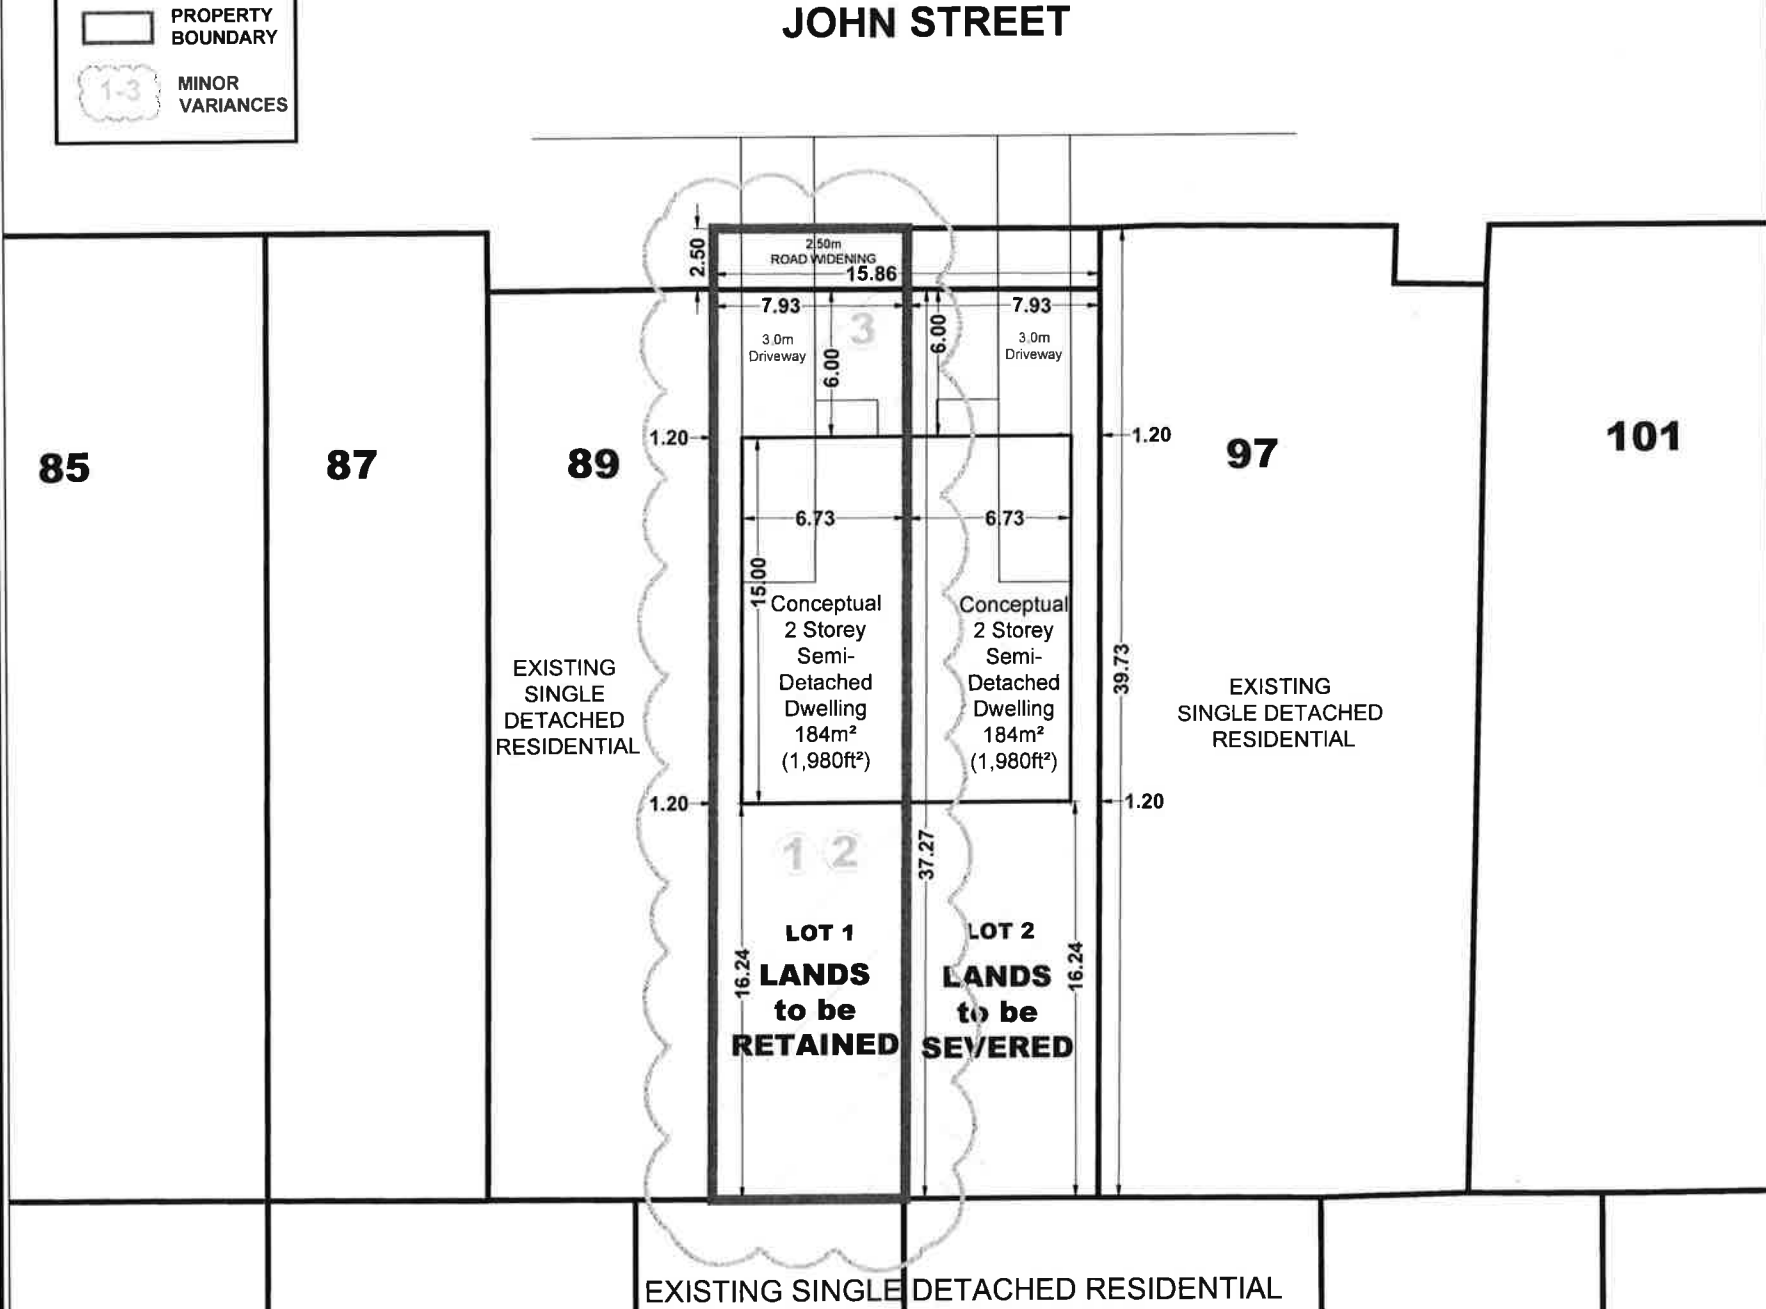 PROPERTY
BOUNDARY
1-3
MINOR
VARIANCES
JOHN STREET
2.50
2.50m
ROAD WIDENING
15.86
7.93
7.93
3
3.0m
Driveway
6.00
6.00
3.0m
Driveway
1.20
1.20
85
87
89
97
101
6.73
6.73
15.00
Conceptual
2 Storey
Semi-
Detached
Dwelling
184m²
(1,980ft²)
Conceptual
2 Storey
Semi-
Detached
Dwelling
184m²
(1,980ft²)
39.73
EXISTING
SINGLE
DETACHED
RESIDENTIAL
EXISTING
SINGLE DETACHED
RESIDENTIAL
1.20
1.20
1 2
37.27
16.24
LOT 1
LANDS
to be
RETAINED
LOT 2
LANDS
to be
SEVERED
16.24
EXISTING SINGLE DETACHED RESIDENTIAL